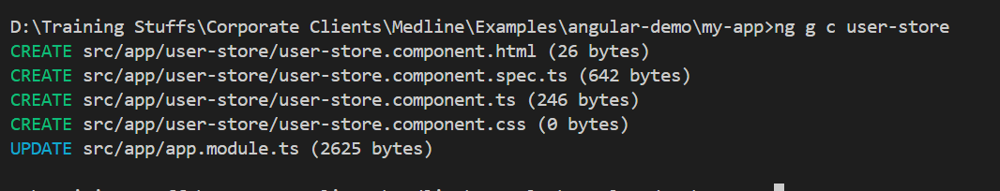 D:\Training Stuffs\Corporate Clients\Medline\Examples\angular-demo\my-app>ng g c user-store
CREATE src/app/user-store/user-store.component.html (26 bytes)
CREATE src/app/user-store/user-store.component.spec.ts (642 bytes)
CREATE src/app/user-store/user-store.component.ts (246 bytes)
CREATE src/app/user-store/user-store.component.css (0 bytes)
UPDATE src/app/app.module.ts (2625 bytes)